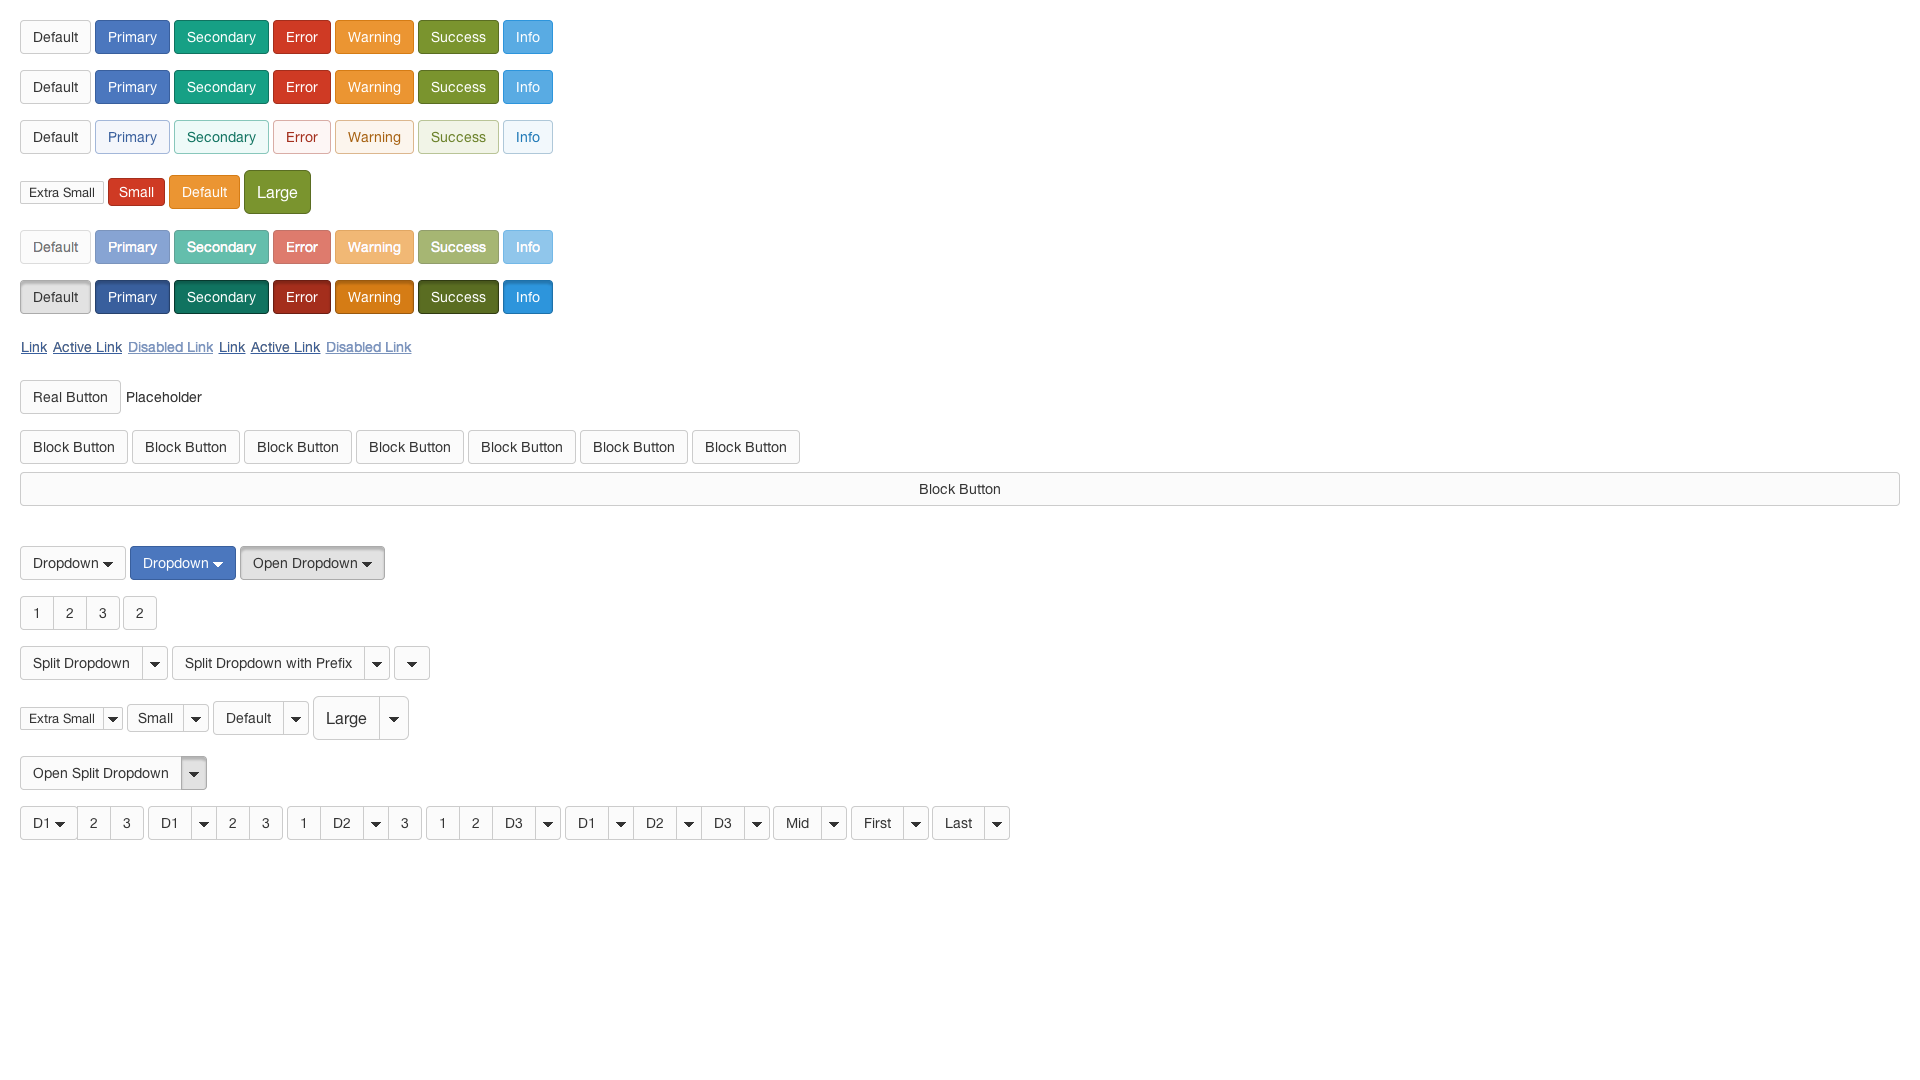 Default Primary Secondary Error Warning Success Info
Default Primary Secondary Error Warning Success Info
Default Primary Secondary Error Warning Success Info
Extra Small Small Default Large
Default Primary Secondary Error Warning Success Info
Default Primary Secondary Error Warning Success Info
Link Active Link Disabled Link Link Active Link Disabled Link
Real Button Placeholder
Block Button Block Button Block Button Block Button Block Button Block Button Block Button
Block Button
Dropdown Dropdown Open Dropdown
1 2 3 2
Split Dropdown Split Dropdown with Prefix
Extra Small Small Default Large
Open Split Dropdown
D1 2 3 D1 2 3 1 D2 3 1 2 D3 D1 D2 D3 Mid First Last